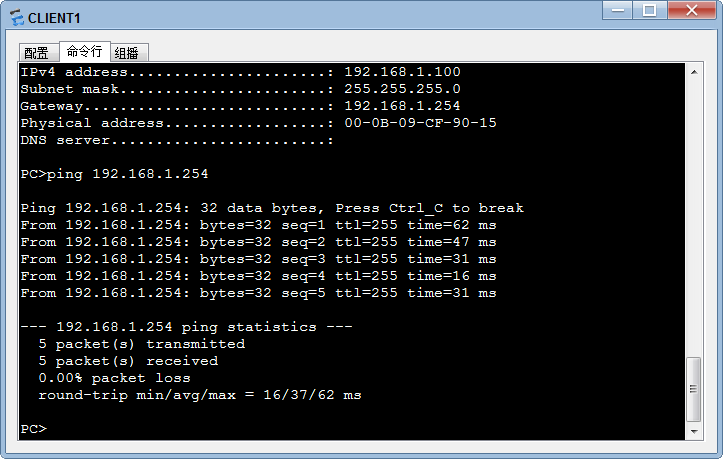 CLIENT1
配置 命令行 组播
IPv4 address......................: 192.168.1.100
Subnet mask.......................: 255.255.255.0
Gateway...........................: 192.168.1.254
Physical address..................: 00-0B-09-CF-90-15
DNS server........................:
PC>ping 192.168.1.254
Ping 192.168.1.254: 32 data bytes, Press Ctrl_C to break
From 192.168.1.254: bytes=32 seq=1 ttl=255 time=62 ms
From 192.168.1.254: bytes=32 seq=2 ttl=255 time=47 ms
From 192.168.1.254: bytes=32 seq=3 ttl=255 time=31 ms
From 192.168.1.254: bytes=32 seq=4 ttl=255 time=16 ms
From 192.168.1.254: bytes=32 seq=5 ttl=255 time=31 ms
--- 192.168.1.254 ping statistics ---
5 packet(s) transmitted
5 packet(s) received
0.00% packet loss
round-trip min/avg/max = 16/37/62 ms
PC>